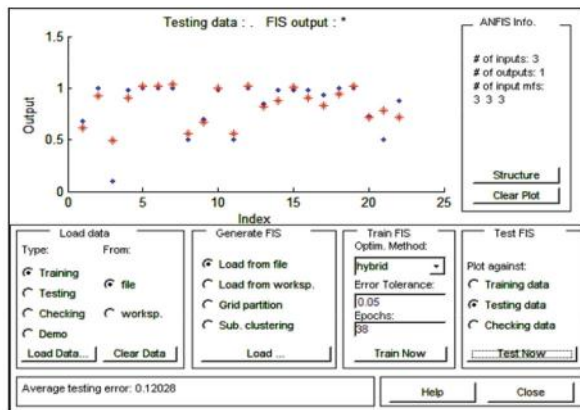 Testing data : . FIS output : *
1.5
1
0.5
0
Output
0 5 10 15 20 25
Index
ANFIS Info.
# of inputs: 3
# of outputs: 1
# of input mfs:
3 3 3
Structure
Clear Plot
Load data
Type: From:
Training
Testing
Checking
Demo
file
worksp.
Load Data... Clear Data
Generate FIS
Load from file
Load from worksp.
Grid partition
Sub. clustering
Load ...
Train FIS
Optim. Method:
hybrid
Error Tolerance:
0.05
Epochs:
38
Train Now
Test FIS
Plot against:
Training data
Testing data
Checking data
Test Now
Average testing error: 0.12028
Help Close